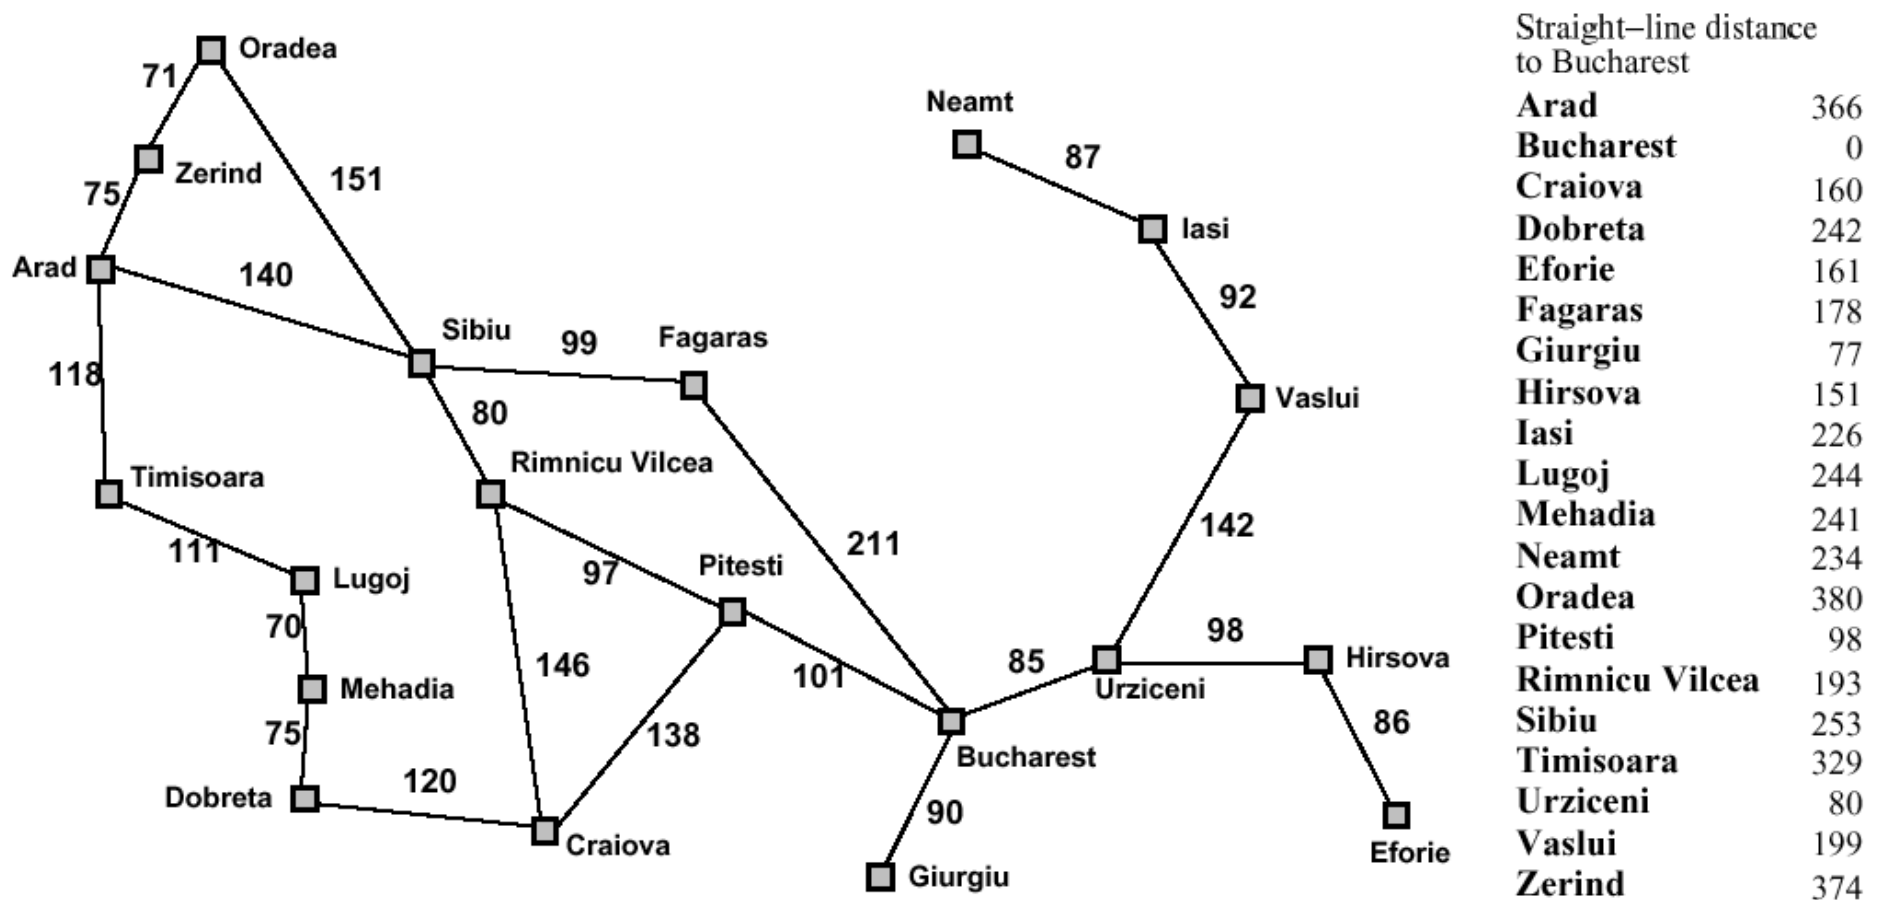 Oradea
71
Neamt
87
Zerind
151
75
Iasi
Arad
140
92
Sibiu
99
Fagaras
118
80
Vaslui
Rimnicu Vilcea
Timisoara
142
211
111
Pitesti
97
Lugoj
70
98
Hirsova
146
85
101
Urziceni
Mehadia
86
75
138
Bucharest
120
Dobreta
90
Craiova
Eforie
Giurgiu
Straight–line distance
to Bucharest
Arad 366
Bucharest 0
Craiova 160
Dobreta 242
Eforie 161
Fagaras 178
Giurgiu 77
Hirsova 151
Iasi 226
Lugoj 244
Mehadia 241
Neamt 234
Oradea 380
Pitesti 98
Rimnicu Vilcea 193
Sibiu 253
Timisoara 329
Urziceni 80
Vaslui 199
Zerind 374